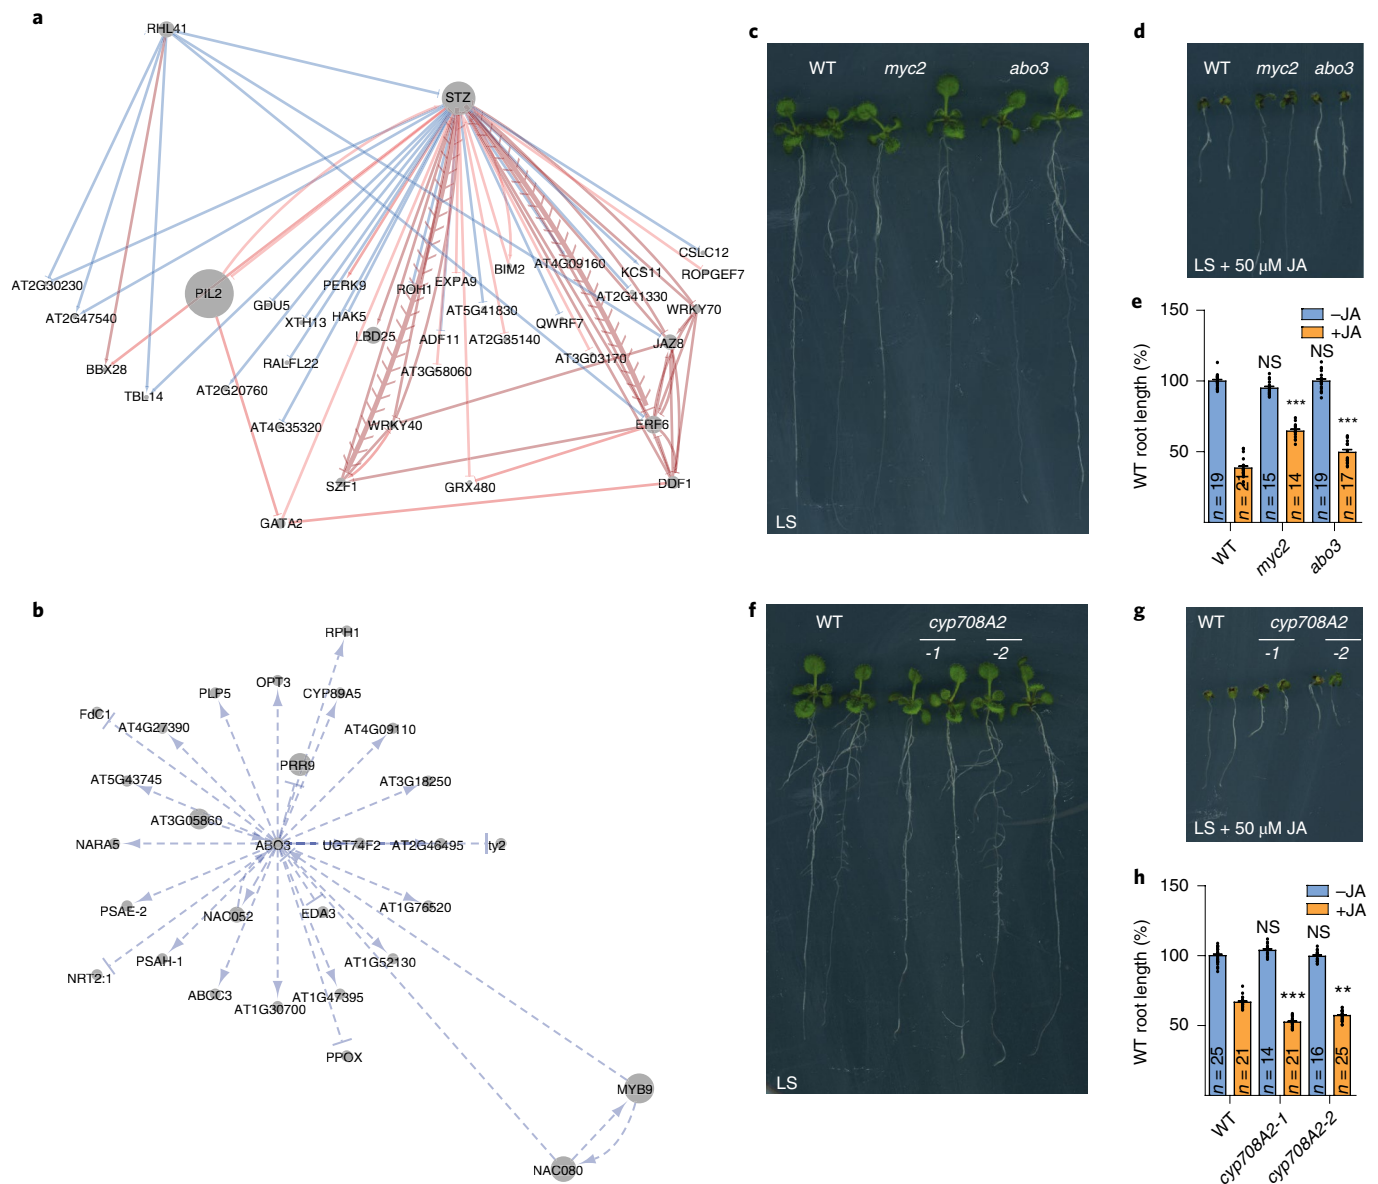 a
RHL41
STZ
AT2G30230
PIL2
AT2G47540
BBX28
TBL14
GDU5
XTH13
RALFL22
AT2G20760
AT4G35320
PERK9
HAK5
LBD25
ROH1
EXPA9
BIM2
AT4G09160
CSLC12
KCS11
ROPGEF7
AT2G41330
WRKY70
AT5G41830
QWRF7
ADF11
AT2G35140
JAZ8
AT3G03170
AT3G58060
WRKY40
ERF6
SZF1
GRX480
DDF1
GATA2
b
RPH1
OPT3
PLP5
CYP89A5
FdC1
AT4G27390
AT4G09110
PRR9
AT5G43745
AT3G18250
AT3G05860
NARA5
ABO3
UGT74F2
AT2G46495
ty2
PSAE-2
NAC052
EDA3
AT1G76520
NRT2:1
PSAH-1
AT1G52130
ABCC3
AT1G47395
AT1G30700
PPOX
MYB9
NAC080
c
WT myc2 abo3
LS
d
WT myc2 abo3
LS + 50 μM JA
e
WT root length (%)
150
100
50
–JA
+JA
NS
NS
***
***
n = 19
n = 21
n = 15
n = 14
n = 19
n = 17
WT
myc2
abo3
f
WT cyp708A2
-1 -2
LS
g
WT cyp708A2
-1 -2
LS + 50 μM JA
h
WT root length (%)
150
100
50
–JA
+JA
NS
NS
***
**
n = 25
n = 21
n = 14
n = 21
n = 16
n = 25
WT
cyp708A2-1
cyp708A2-2